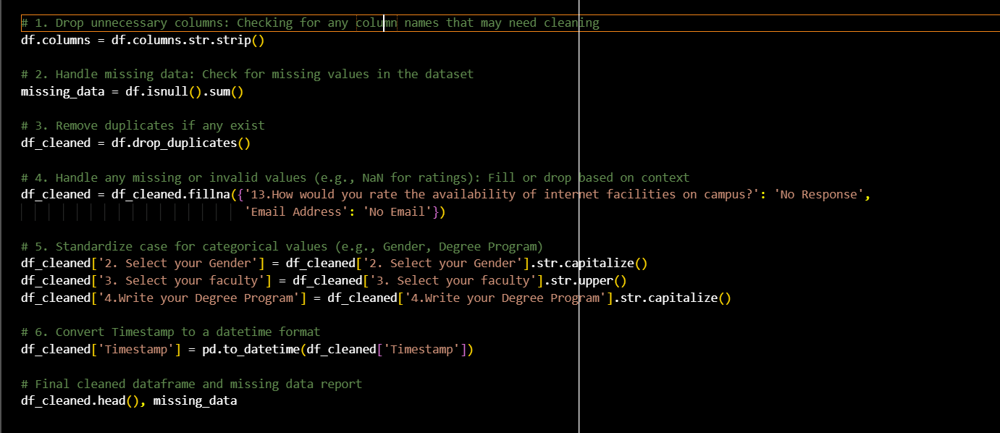 # 1. Drop unnecessary columns: Checking for any column names that may need cleaning
df.columns = df.columns.str.strip()
# 2. Handle missing data: Check for missing values in the dataset
missing_data = df.isnull().sum()
# 3. Remove duplicates if any exist
df_cleaned = df.drop_duplicates()
# 4. Handle any missing or invalid values (e.g., NaN for ratings): Fill or drop based on context
df_cleaned = df_cleaned.fillna({'13.How would you rate the availability of internet facilities on campus?': 'No Response',
'Email Address': 'No Email'})
# 5. Standardize case for categorical values (e.g., Gender, Degree Program)
df_cleaned['2. Select your Gender'] = df_cleaned['2. Select your Gender'].str.capitalize()
df_cleaned['3. Select your faculty'] = df_cleaned['3. Select your faculty'].str.upper()
df_cleaned['4.Write your Degree Program'] = df_cleaned['4.Write your Degree Program'].str.capitalize()
# 6. Convert Timestamp to a datetime format
df_cleaned['Timestamp'] = pd.to_datetime(df_cleaned['Timestamp'])
# Final cleaned dataframe and missing data report
df_cleaned.head(), missing_data